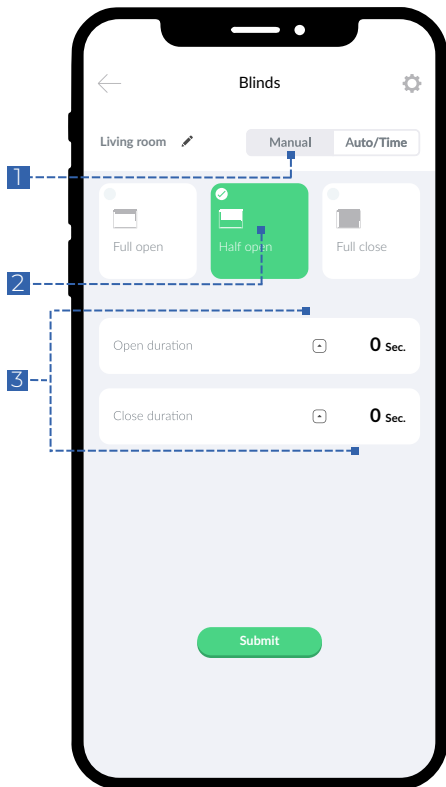 Blinds
Living room
Manual Auto/Time
1
Full open Half open Full close
2
Open duration 0 Sec.
3
Close duration 0 Sec.
Submit